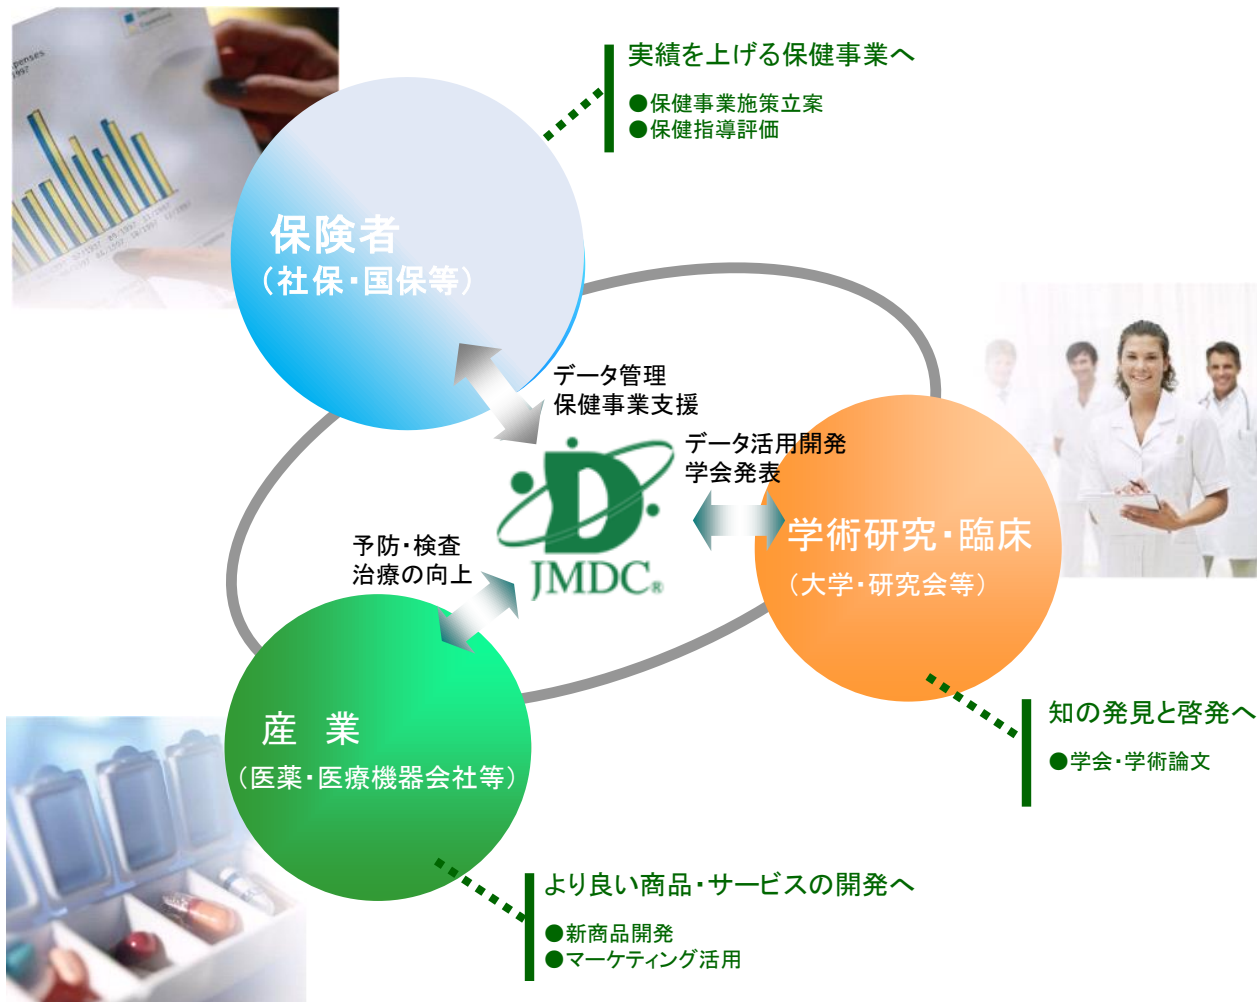 penses
1997
実績を上げる保健事業へ
●保健事業施策立案
●保健指導評価
保険者
（社保・国保等）
データ管理
保健事業支援
データ活用開発
学会発表
JMDC®
学術研究・臨床
（大学・研究会等）
予防・検査
治療の向上
産　業
（医薬・医療機器会社等）
知の発見と啓発へ
●学会・学術論文
より良い商品・サービスの開発へ
●新商品開発
●マーケティング活用